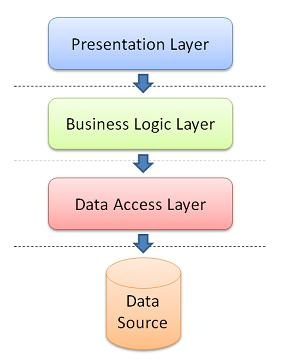 Presentation Layer
Business Logic Layer
Data Access Layer
Data
Source